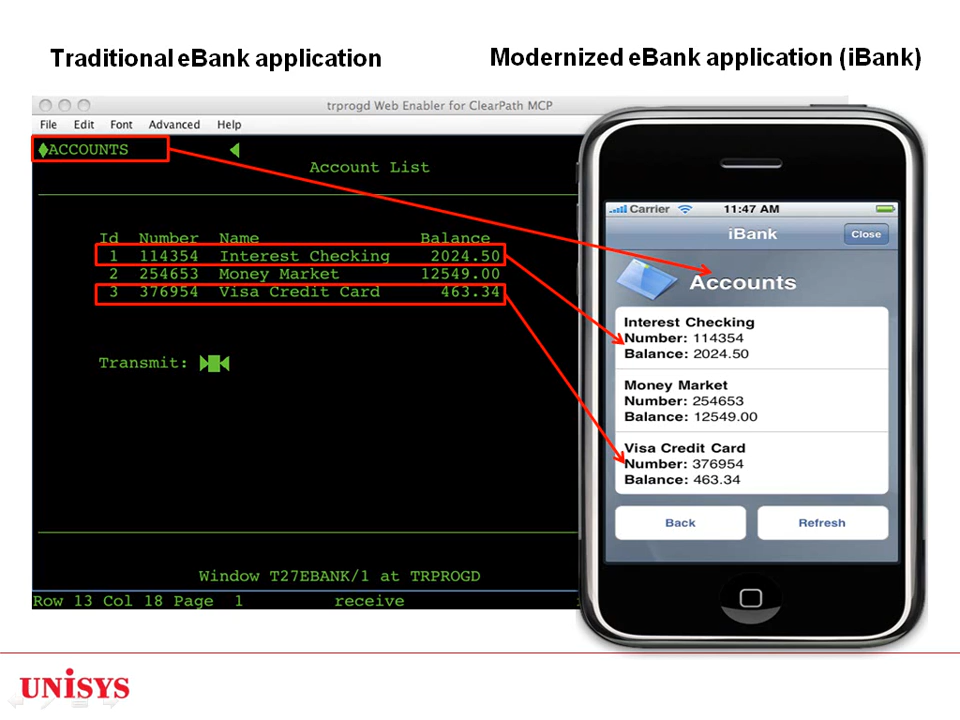 Traditional eBank application
Modernized eBank application (iBank)
trprogd Web Enabler for ClearPath MCP
File Edit Font Advanced Help
ACCOUNTS
Account List
Id Number Name Balance
1 114354 Interest Checking 2024.50
2 254653 Money Market 12549.00
3 376954 Visa Credit Card 463.34
Transmit:
Window T27EBANK/1 at TRPROGD
Row 13 Col 18 Page 1 receive
Carrier 11:47 AM
iBank Close
Accounts
Interest Checking
Number: 114354
Balance: 2024.50
Money Market
Number: 254653
Balance: 12549.00
Visa Credit Card
Number: 376954
Balance: 463.34
Back Refresh
UNISYS